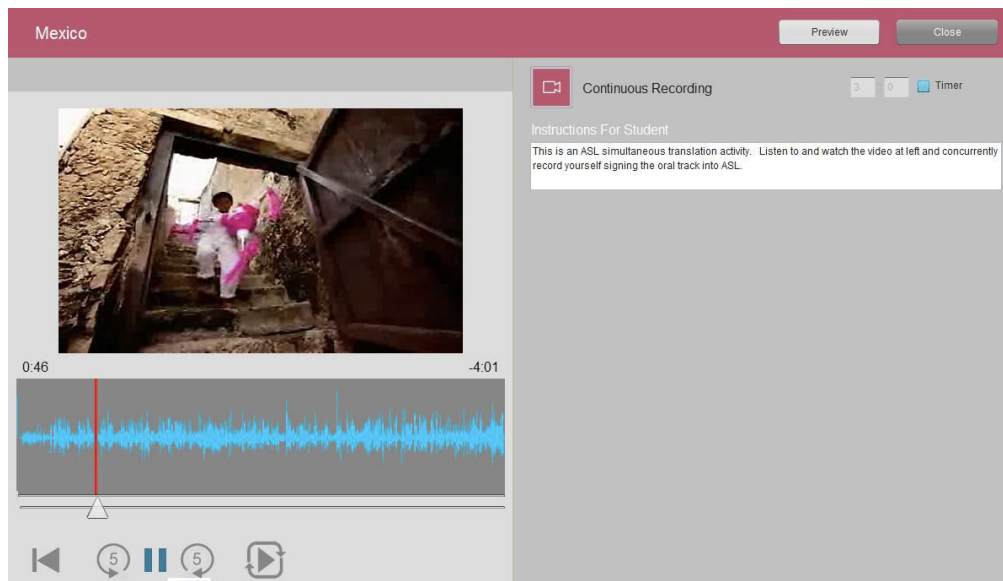 Mexico
Preview
Close
Continuous Recording
3 : 0
Timer
Instructions For Student
This is an ASL simultaneous translation activity. Listen to and watch the video at left and concurrently
record yourself signing the oral track into ASL.
0:46
-4:01
5
5